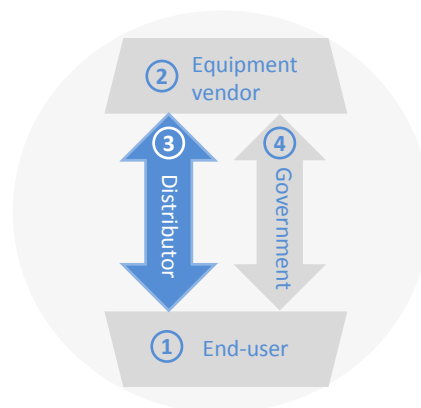 2 Equipment
vendor
3
Distributor
4
Government
1 End-user